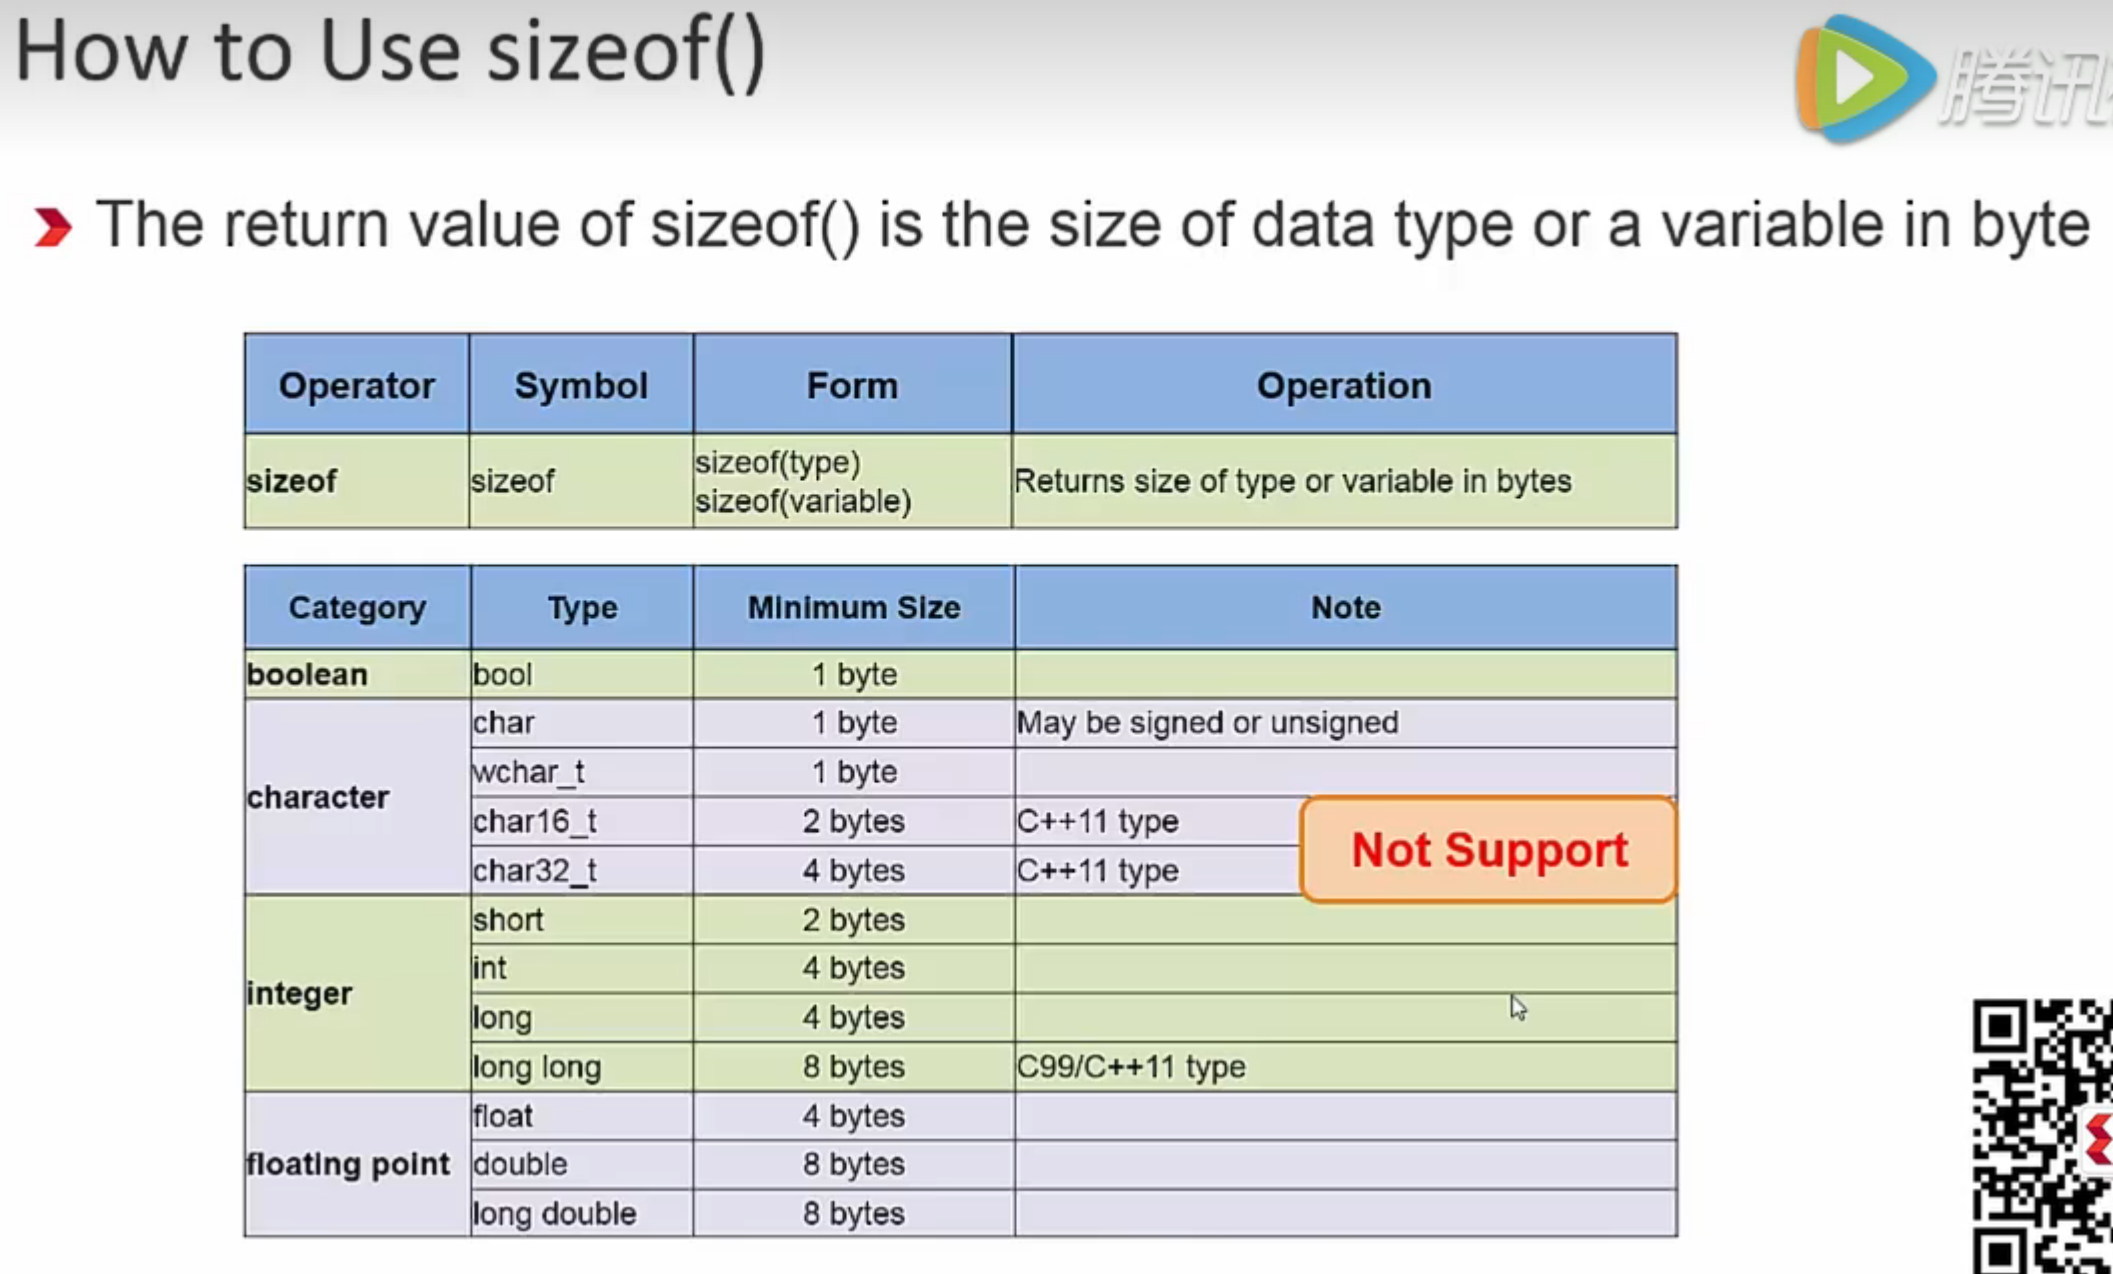 How to Use sizeof()
腾讯
The return value of sizeof() is the size of data type or a variable in byte
Operator Symbol Form Operation
sizeof sizeof sizeof(type) Returns size of type or variable in bytes
sizeof(variable)
Category Type Minimum Size Note
boolean bool 1 byte
character char 1 byte May be signed or unsigned
wchar_t 1 byte
char16_t 2 bytes C++11 type
char32_t 4 bytes C++11 type
Not Support
integer short 2 bytes
int 4 bytes
long 4 bytes
long long 8 bytes C99/C++11 type
floating point float 4 bytes
double 8 bytes
long double 8 bytes